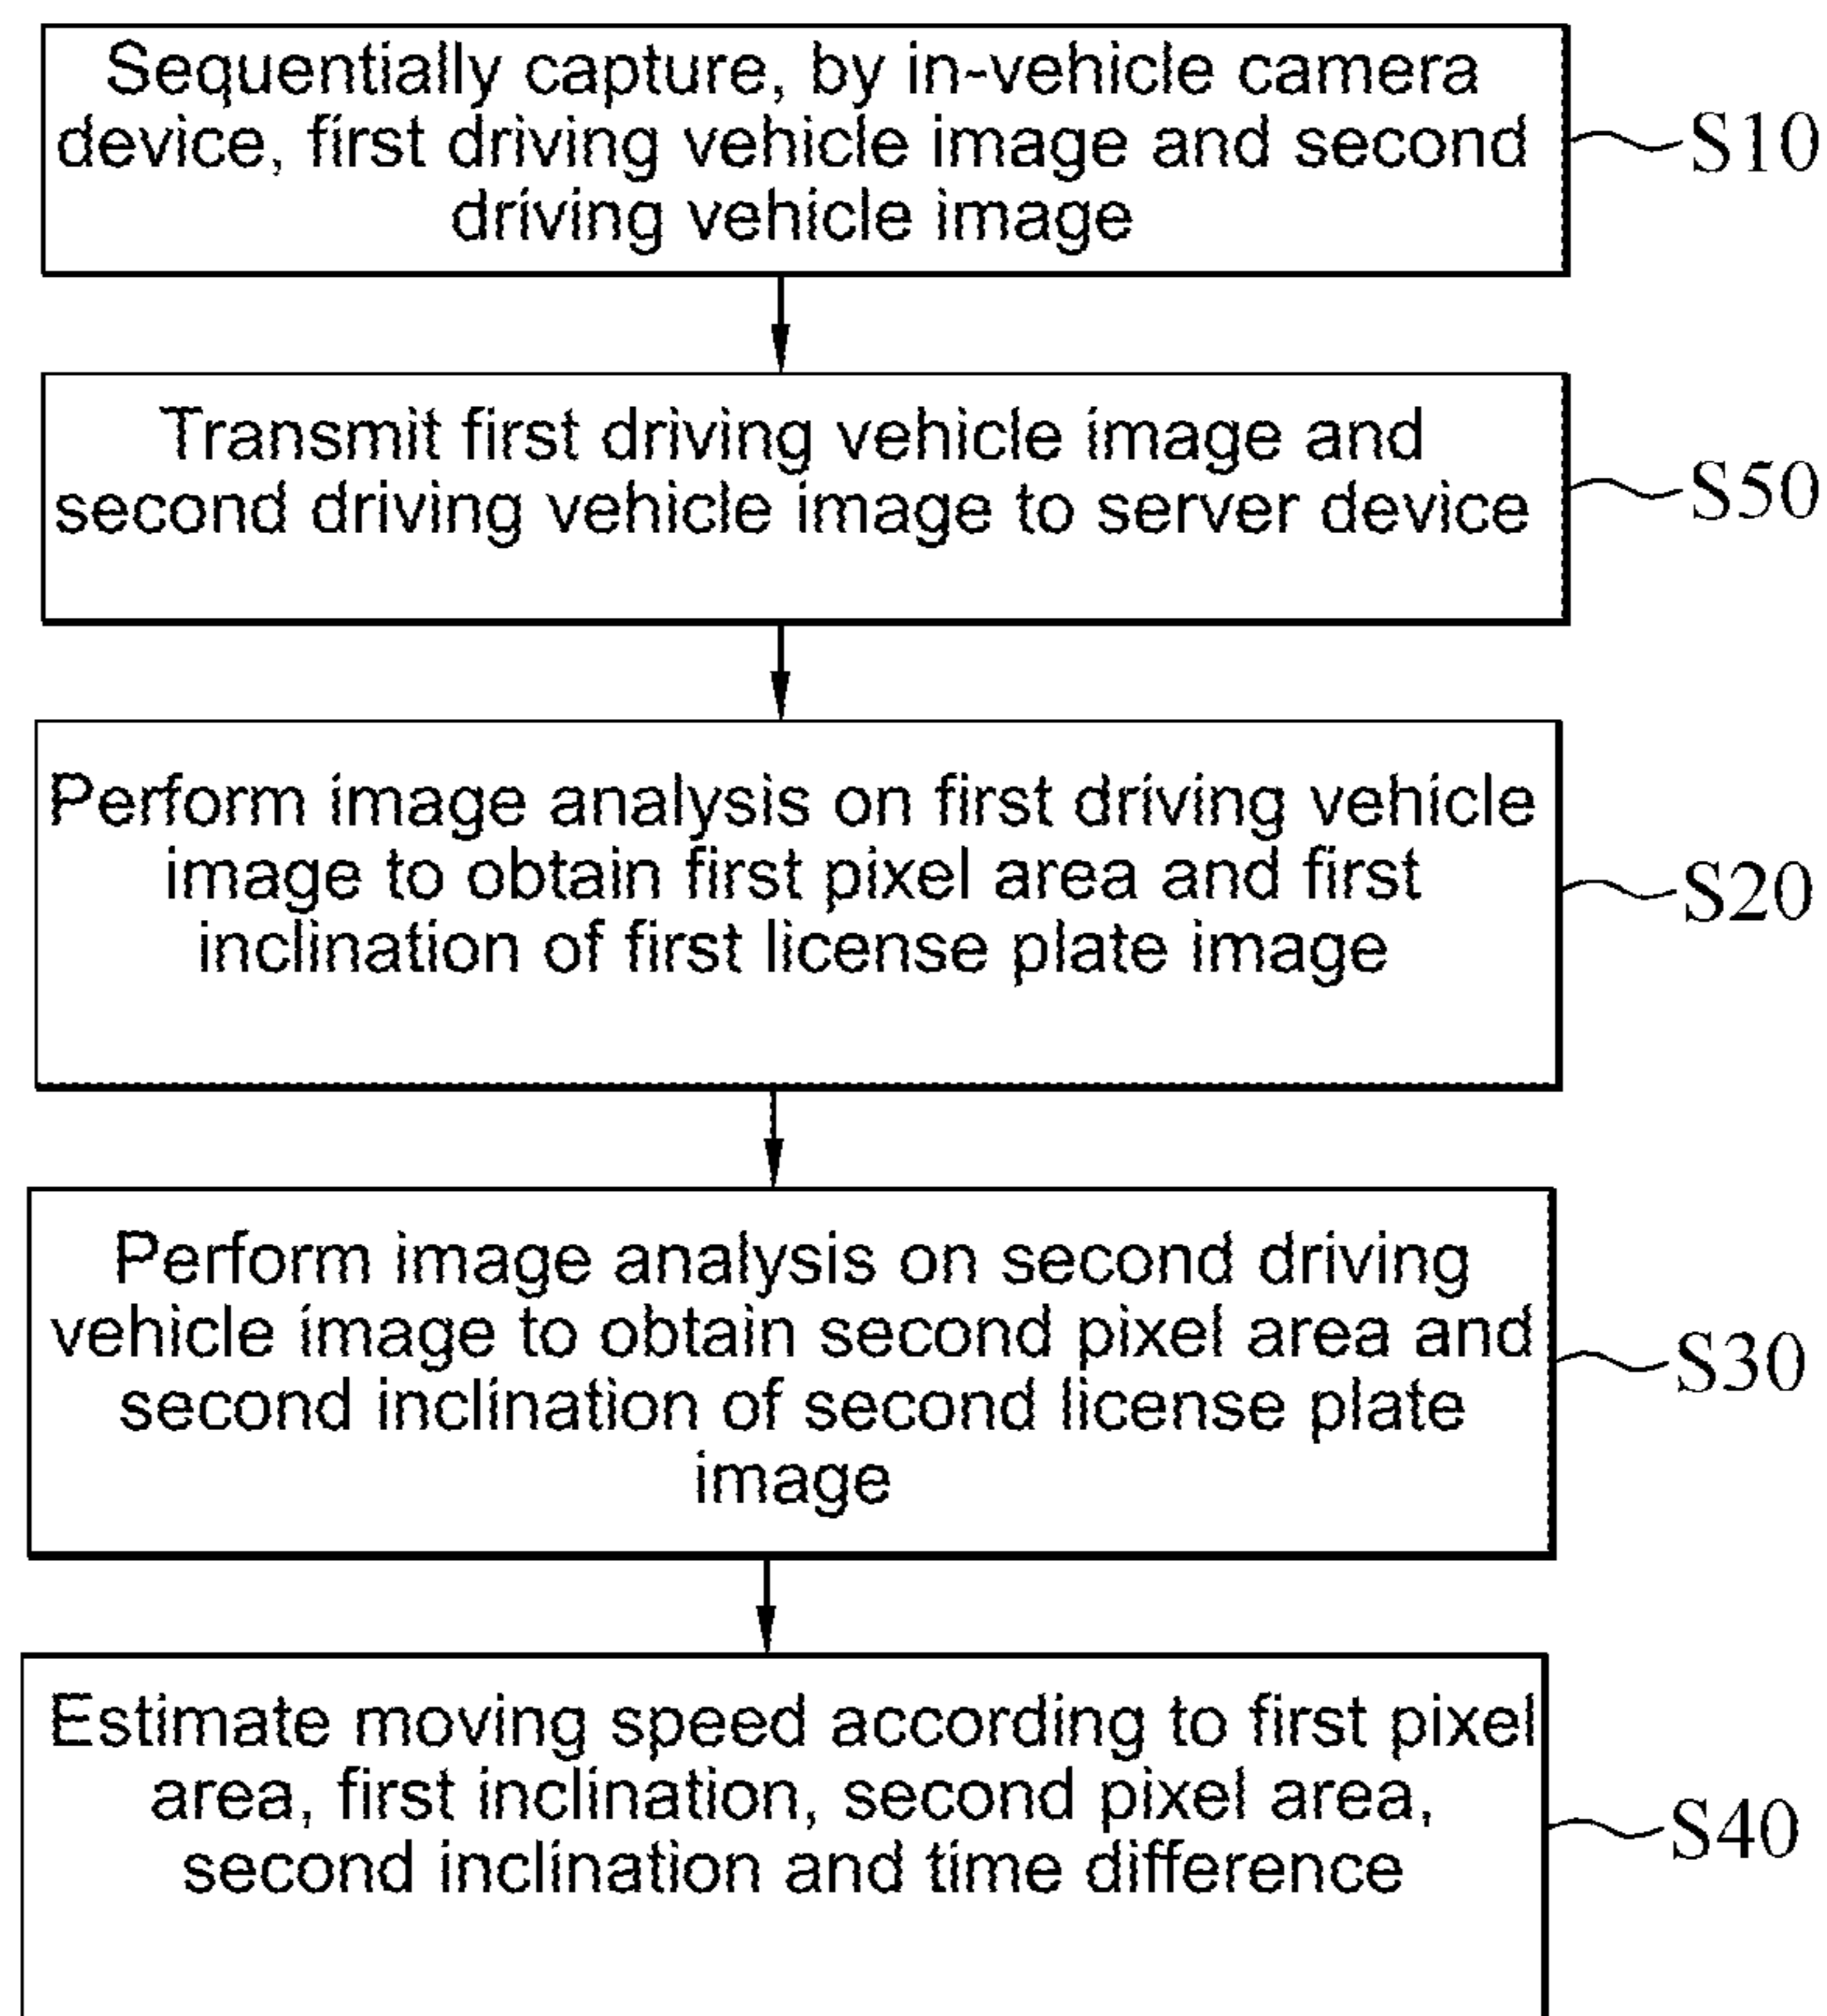 Sequentially capture, by in-vehicle camera
device, first driving vehicle image and second
driving vehicle image
S10
Transmit first driving vehicle image and
second driving vehicle image to server device
S50
Perform image analysis on first driving vehicle
image to obtain first pixel area and first
inclination of first license plate image
S20
Perform image analysis on second driving
vehicle image to obtain second pixel area and
second inclination of second license plate
image
S30
Estimate moving speed according to first pixel
area, first inclination, second pixel area,
second inclination and time difference
S40